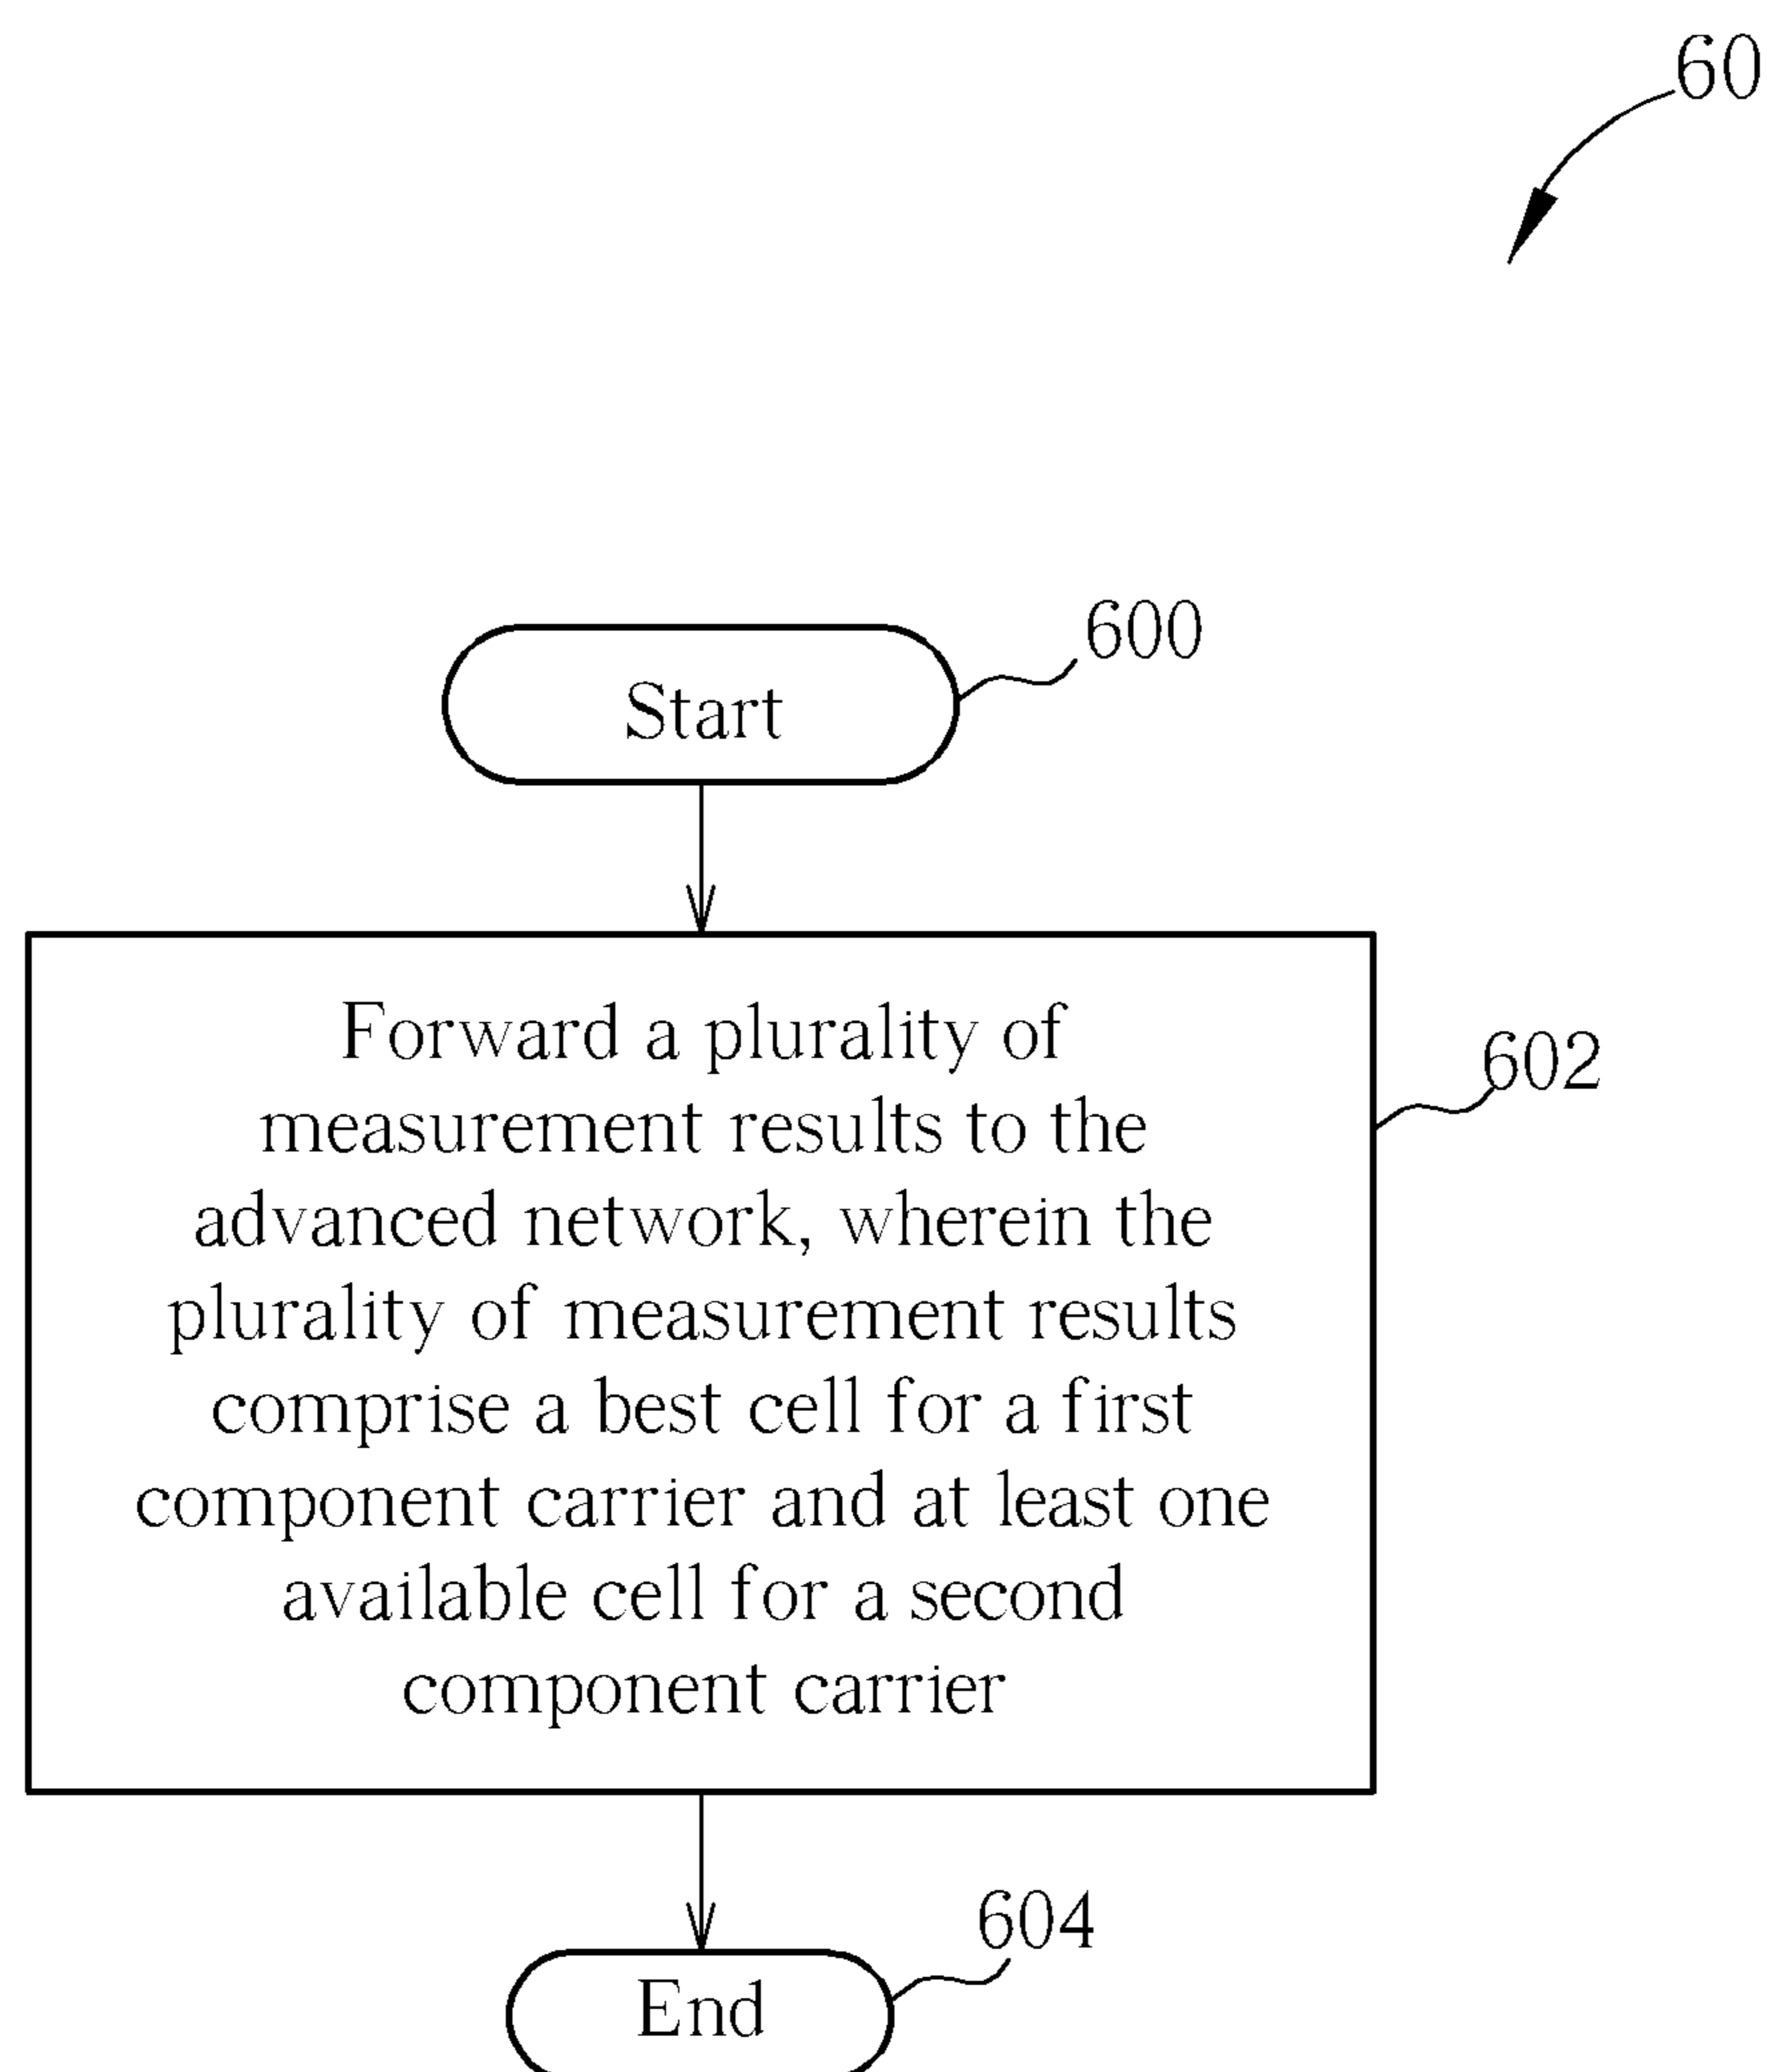 60
600
Start
Forward a plurality of
measurement results to the
advanced network, wherein the
plurality of measurement results
comprise a best cell for a first
component carrier and at least one
available cell for a second
component carrier
602
604
End